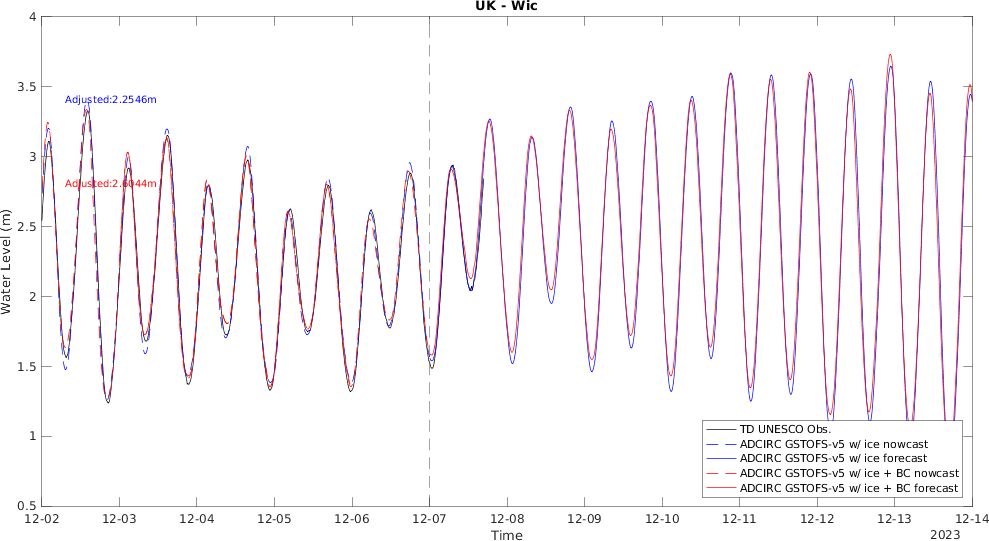 UK - Wic
4
3.5
3
2.5
2
1.5
1
0.5
Water Level (m)
Adjusted:2.2546m
Adjusted:2.6044m
TD UNESCO Obs.
ADCIRC GSTOFS-v5 w/ ice nowcast
ADCIRC GSTOFS-v5 w/ ice forecast
ADCIRC GSTOFS-v5 w/ ice + BC nowcast
ADCIRC GSTOFS-v5 w/ ice + BC forecast
12-02 12-03 12-04 12-05 12-06 12-07 12-08 12-09 12-10 12-11 12-12 12-13 12-14
Time
2023